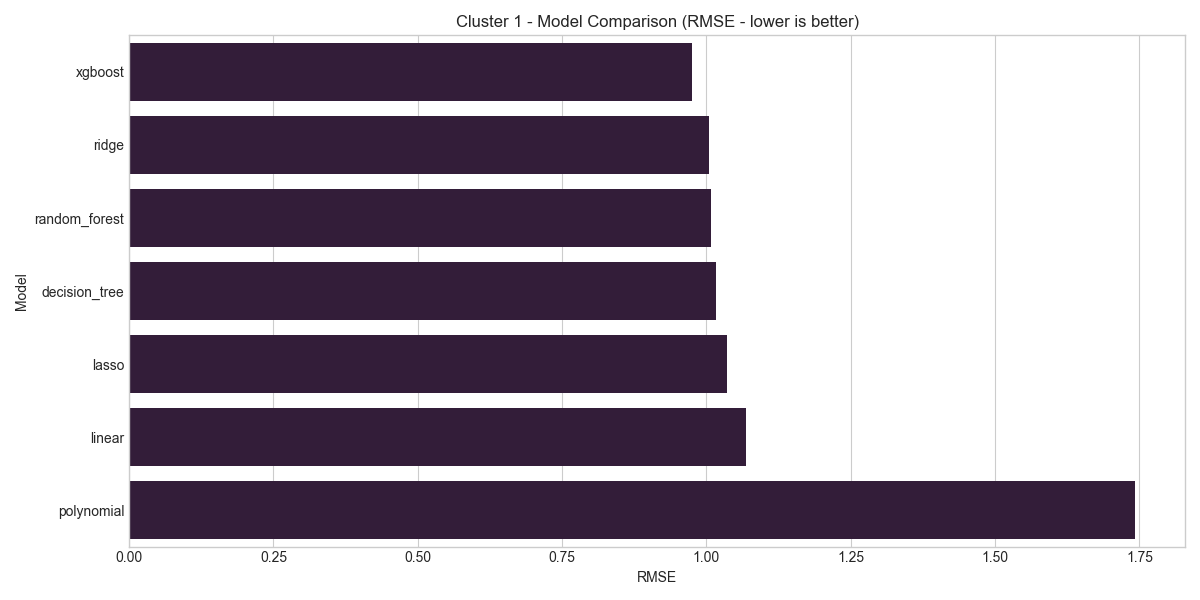 Cluster 1 - Model Comparison (RMSE - lower is better)
Model
xgboost
ridge
random_forest
decision_tree
lasso
linear
polynomial
0.00 0.25 0.50 0.75 1.00 1.25 1.50 1.75
RMSE